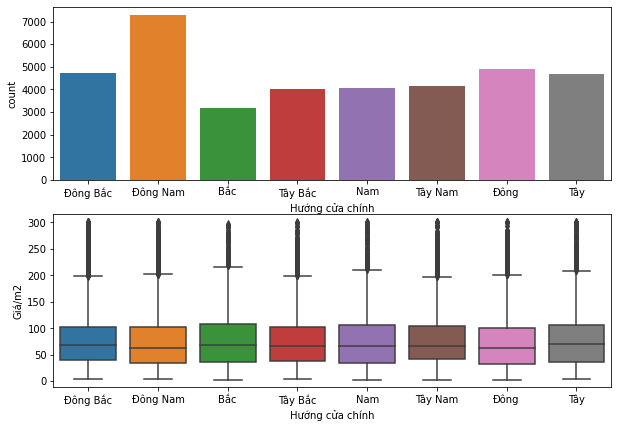 7000
6000
5000
4000
3000
2000
1000
0
count
Đông Bắc Đông Nam Bắc Tây Bắc Nam Tây Nam Đông Tây
Hướng cửa chính
300
250
200
150
100
50
0
Giá/m2
Đông Bắc Đông Nam Bắc Tây Bắc Nam Tây Nam Đông Tây
Hướng cửa chính